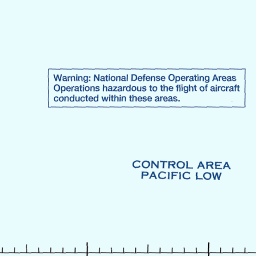 Warning: National Defense Operating Areas
Operations hazardous to the flight of aircraft
conducted within these areas.
CONTROL AREA
PACIFIC LOW